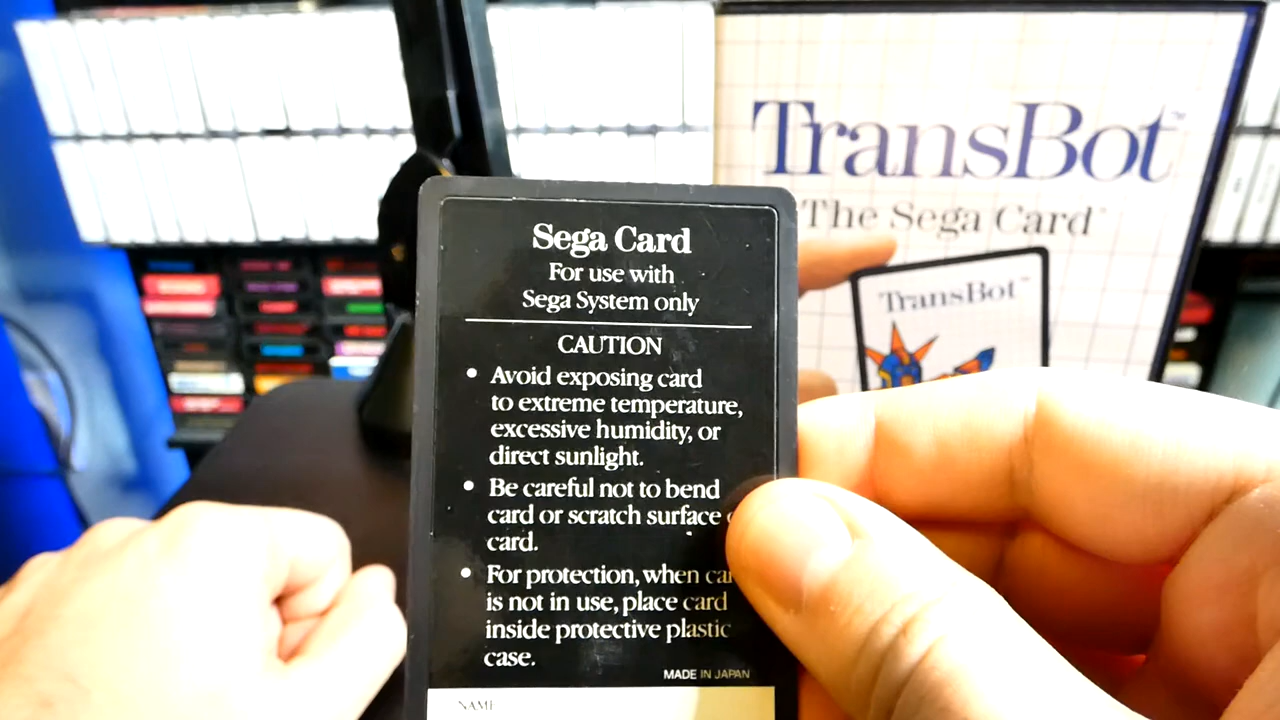 TransBot™
The Sega Card
TransBot™
Sega Card
For use with
Sega System only
CAUTION
• Avoid exposing card
to extreme temperature,
excessive humidity, or
direct sunlight.
• Be careful not to bend
card or scratch surface
card.
• For protection, when
is not in use, place card
inside protective plastic
case.
MADE IN JAPAN
NAME